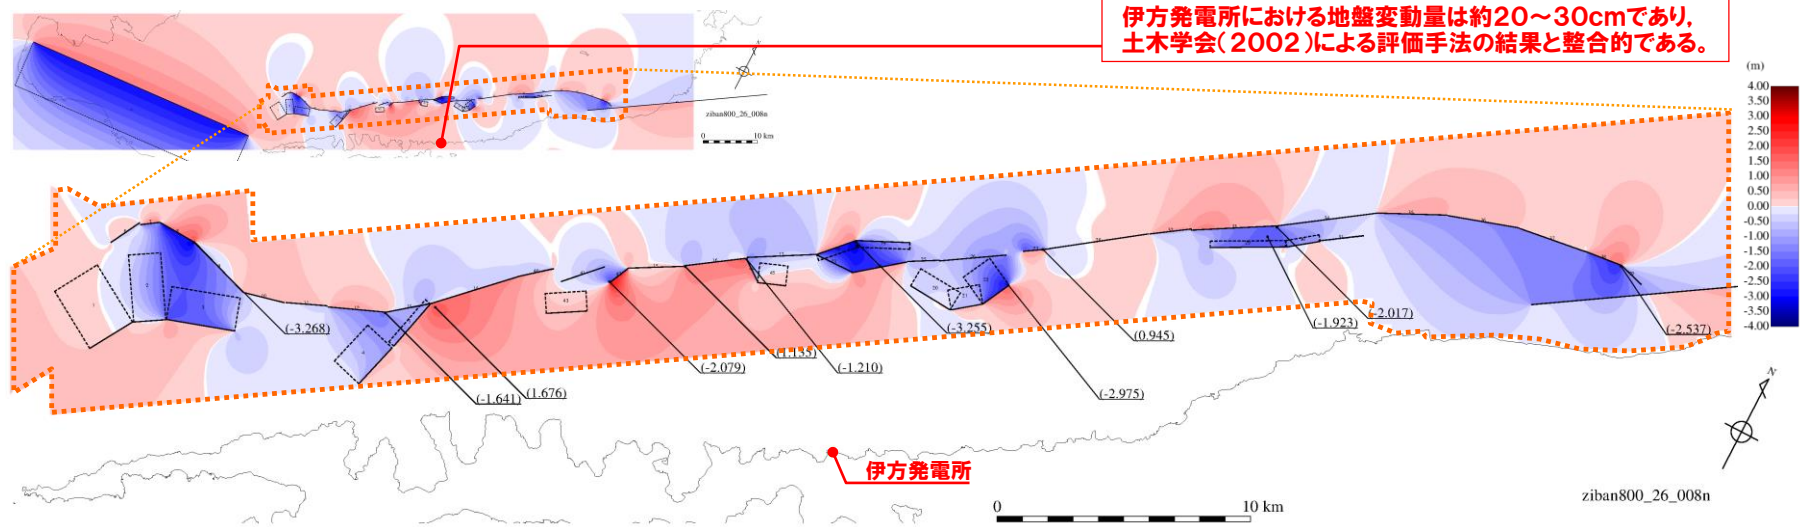 伊方発電所における地盤変動量は約20～30cmであり,
土木学会(2002)による評価手法の結果と整合的である。
N
ziban800_26_008n
0 10 km
(m)
4.00
3.50
3.00
2.50
2.00
1.50
1.00
0.50
0.00
-0.50
-1.00
-1.50
-2.00
-2.50
-3.00
-3.50
-4.00
(-3.268)
(-1.641)
(1.676)
(-2.079)
(1.135)
(-1.210)
(-3.255)
(-2.975)
(0.945)
(-1.923)
(-2.017)
(-2.537)
伊方発電所
N
0 10 km
ziban800_26_008n